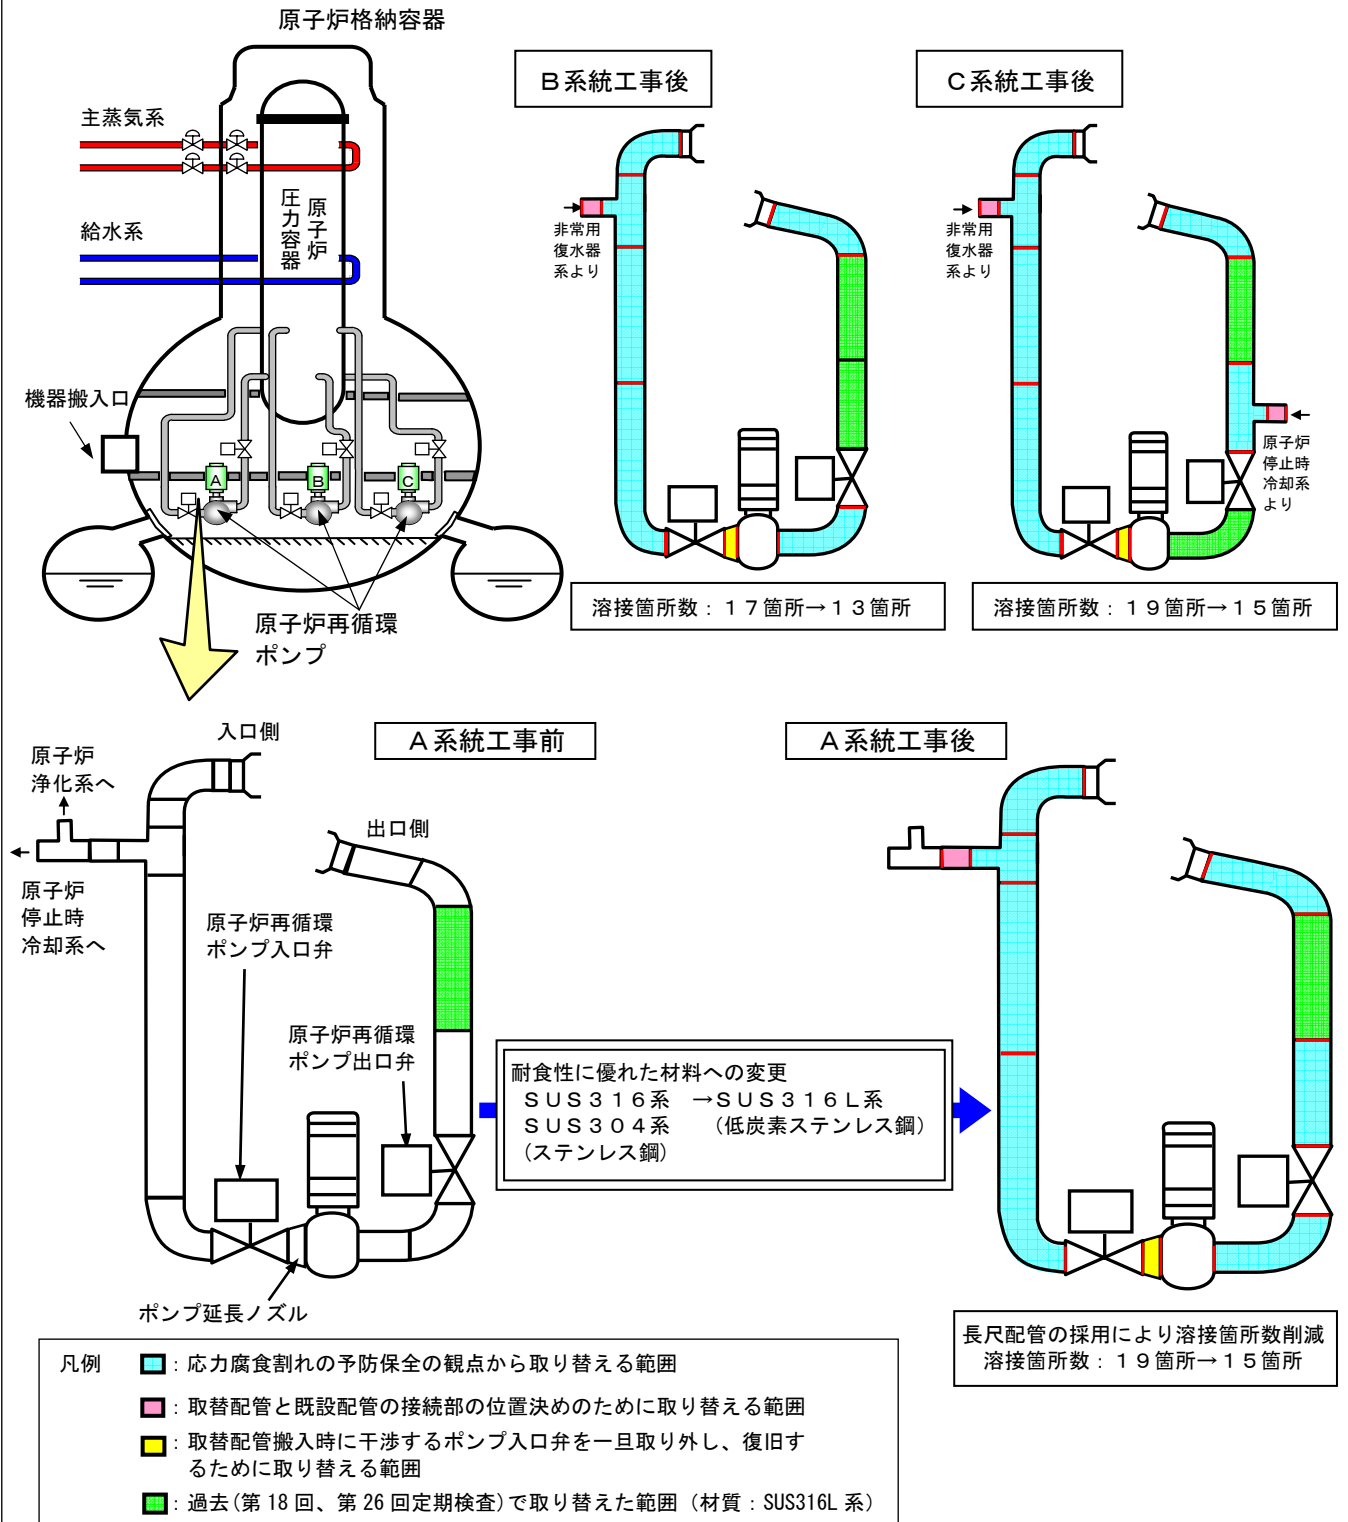 原子炉格納容器
主蒸気系
給水系
原子炉
圧力容器
機器搬入口
A
B
C
原子炉再循環
ポンプ
B系統工事後
非常用
復水器
系より
溶接箇所数：１７箇所→１３箇所
C系統工事後
非常用
復水器
系より
原子炉
停止時
冷却系
より
溶接箇所数：１９箇所→１５箇所
A系統工事前
入口側
原子炉
浄化系へ
出口側
原子炉
停止時
冷却系へ
原子炉再循環
ポンプ入口弁
原子炉再循環
ポンプ出口弁
ポンプ延長ノズル
耐食性に優れた材料への変更
ＳＵＳ３１６系　→ＳＵＳ３１６Ｌ系
ＳＵＳ３０４系　（低炭素ステンレス鋼）
（ステンレス鋼）
A系統工事後
長尺配管の採用により溶接箇所数削減
溶接箇所数：１９箇所→１５箇所
凡例　：応力腐食割れの予防保全の観点から取り替える範囲
：取替配管と既設配管の接続部の位置決めのために取り替える範囲
：取替配管搬入時に干渉するポンプ入口弁を一旦取り外し、復旧す
るために取り替える範囲
：過去（第18回、第26回定期検査）で取り替えた範囲（材質：SUS316L系）